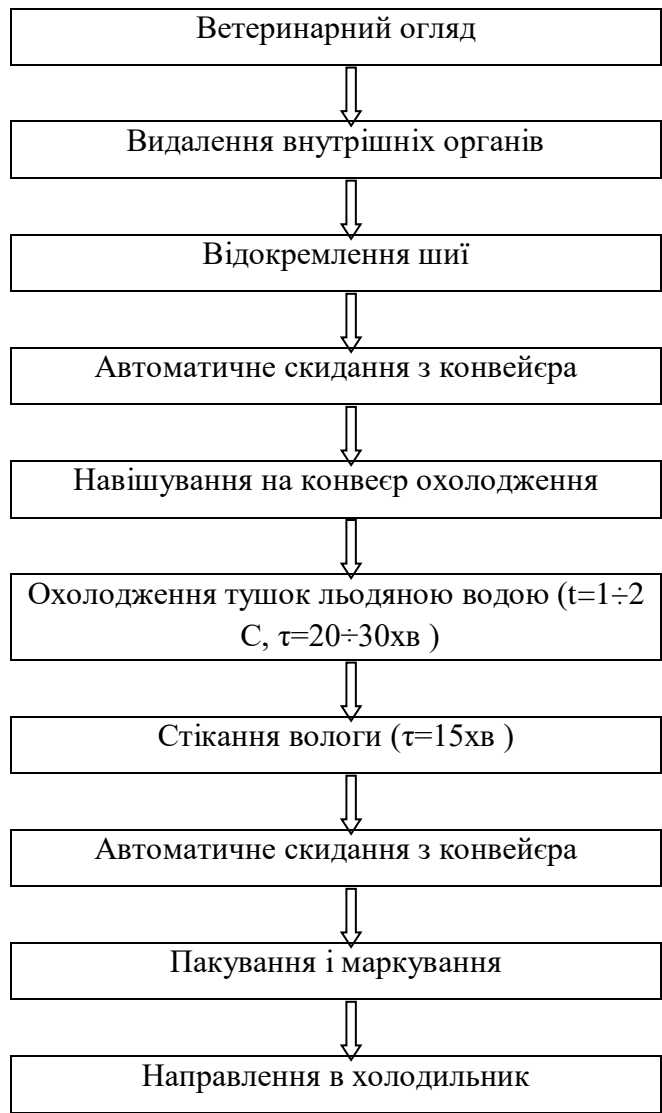 Ветеринарний огляд
Видалення внутрішніх органів
Відокремлення шиї
Автоматичне скидання з конвейєра
Навішування на конвеєр охолодження
Охолодження тушок льодяною водою (t=1÷2
С, τ=20÷30хв )
Стікання вологи (τ=15хв )
Автоматичне скидання з конвейєра
Пакування і маркування
Направлення в холодильник